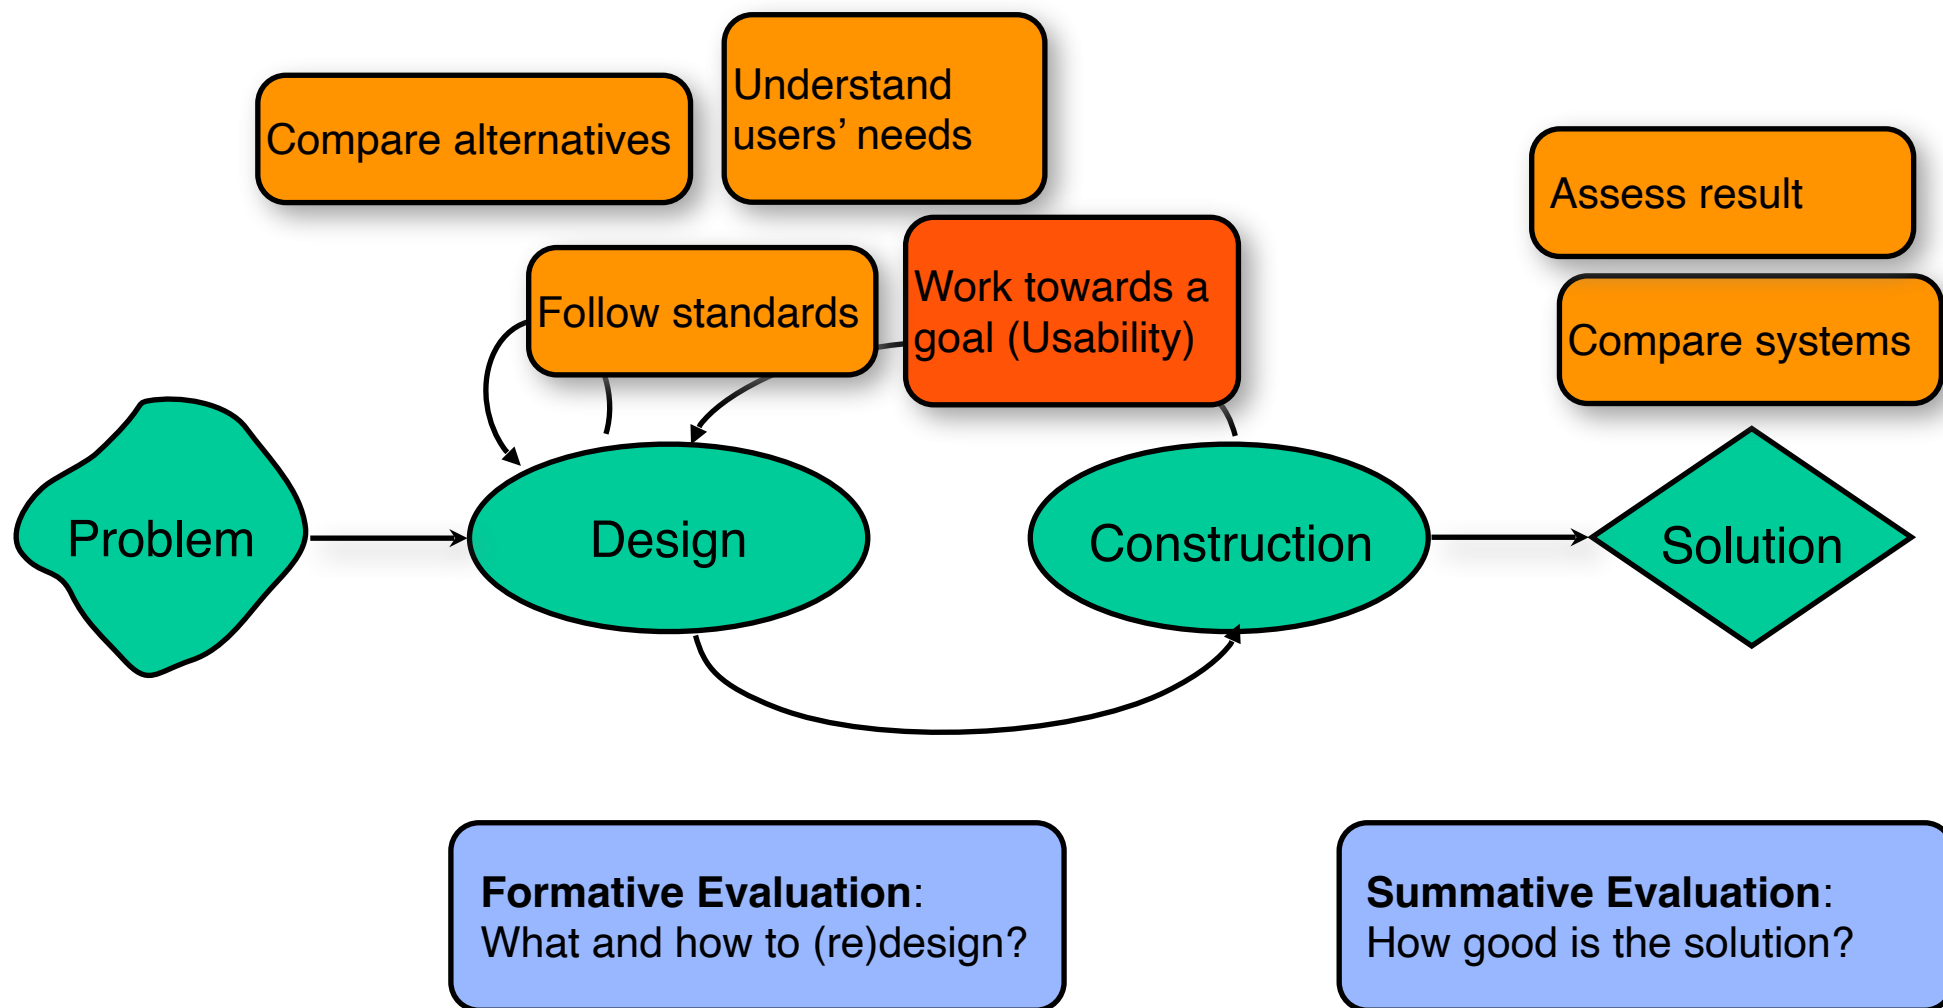 Understand
users’ needs
Compare alternatives
Assess result
Work towards a
goal (Usability)
Follow standards
Compare systems
Problem
Design
Construction
Solution
Formative Evaluation:
What and how to (re)design?
Summative Evaluation:
How good is the solution?